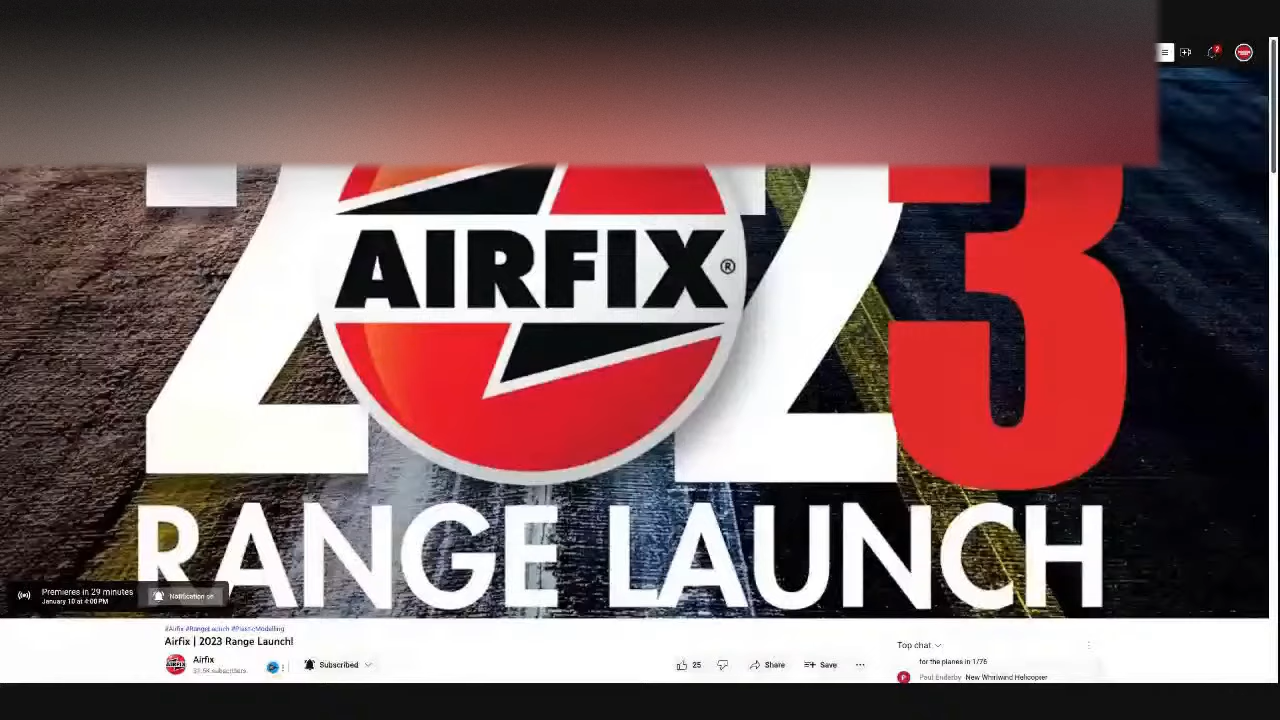 2
2023
AIRFIX®
RANGE LAUNCH
Premieres in 29 minutes
January 10 at 4:00 PM
Notification on
#Airfix #RangeLaunch #PlasticModelling
Airfix | 2023 Range Launch!
Airfix
Subscribed
25
Share
Save
Top chat
for the planes in 1/76
P
Paul Enderby New Whirlwind Helicopter